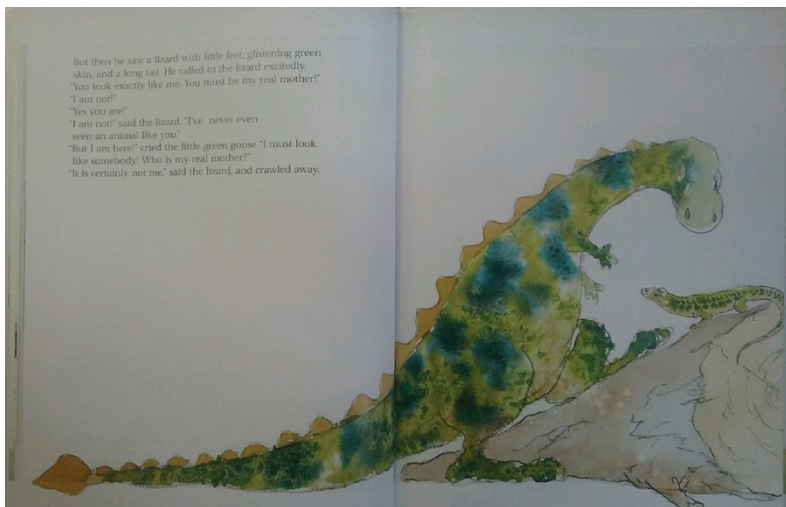 But then he saw a lizard with little feet, glistening green
skin, and a long tail. He called to the lizard excitedly.
"You look exactly like me. You must be my real mother!"
"I am not!"
"Yes you are!"
"I am not!" said the lizard. "I've never even
seen an animal like you."
"But I am here!" cried the little green goose "I must look
like somebody! Who is my real mother?"
"It is certainly not me," said the lizard, and crawled away.